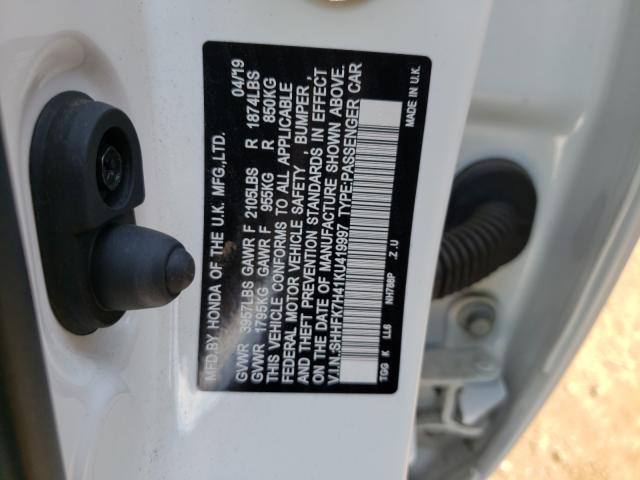 MFD.BY HONDA OF THE U.K. MFG.,LTD. 04/19
GVWR 3957LBS GAWR F 2105LBS R 1874LBS
GVWR 1795KG GAWR F 955KG R 850KG
THIS VEHICLE CONFORMS TO ALL APPLICABLE
FEDERAL MOTOR VEHICLE SAFETY , BUMPER ,
AND THEFT PREVENTION STANDARDS IN EFFECT
ON THE DATE OF MANUFACTURE SHOWN ABOVE.
V.I.N.:SHHFK7H41KU419997 TYPE:PASSENGER CAR
TGG K LL6 NH788P . Z . U MADE IN U.K.